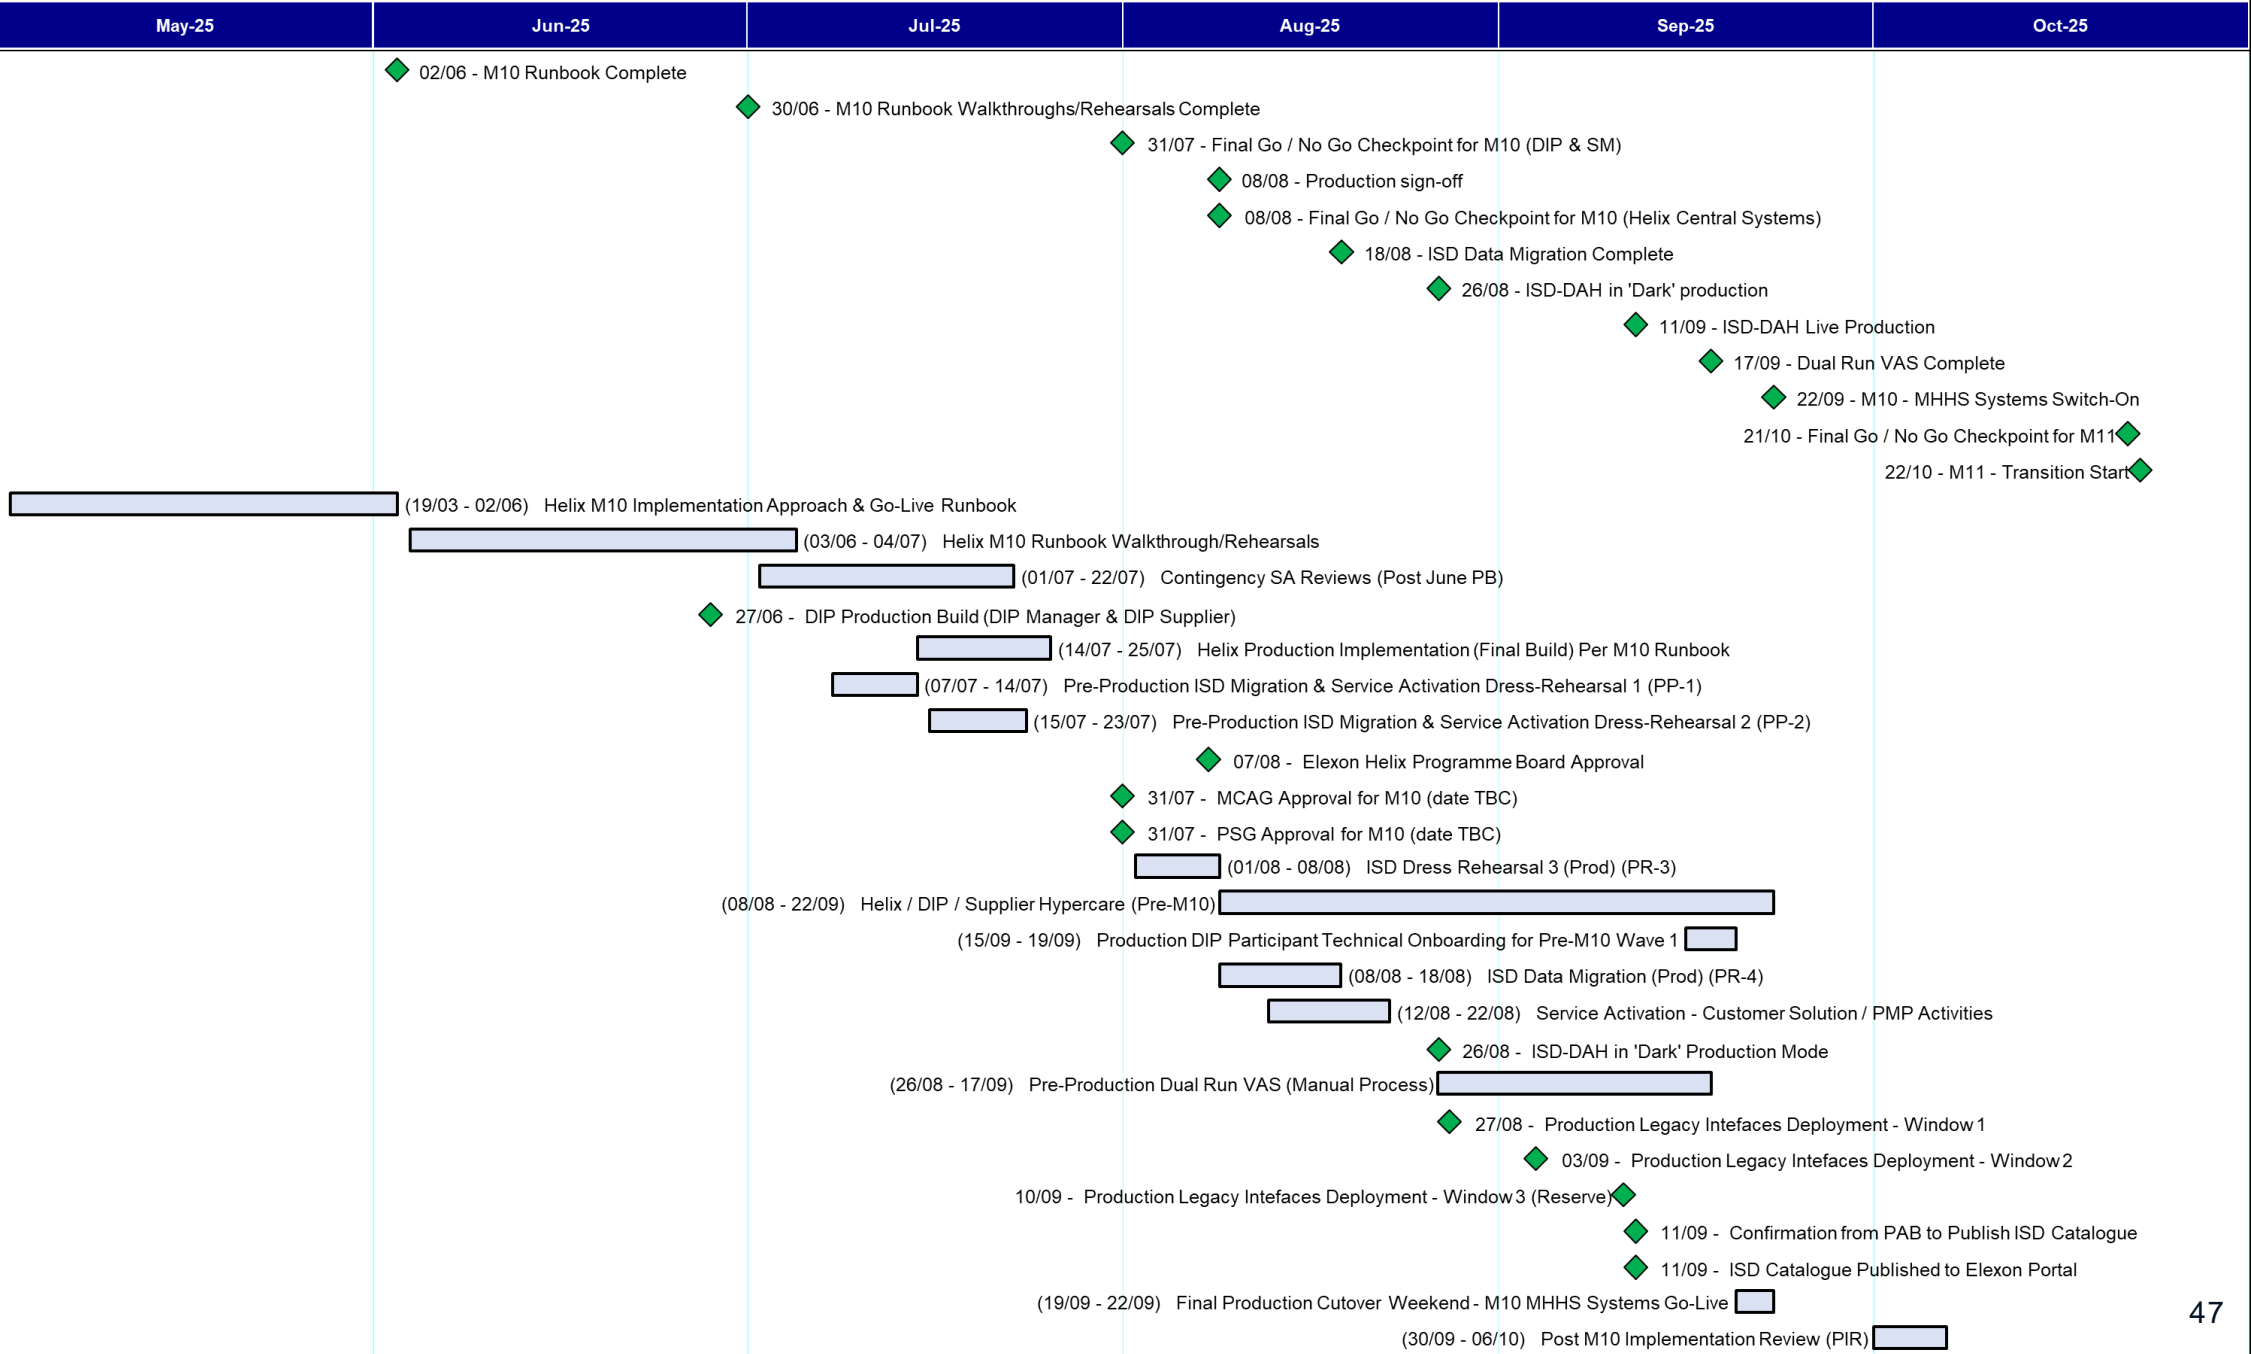 May-25 Jun-25 Jul-25 Aug-25 Sep-25 Oct-25
02/06 - M10 Runbook Complete
30/06 - M10 Runbook Walkthroughs/Rehearsals Complete
31/07 - Final Go / No Go Checkpoint for M10 (DIP & SM)
08/08 - Production sign-off
08/08 - Final Go / No Go Checkpoint for M10 (Helix Central Systems)
18/08 - ISD Data Migration Complete
26/08 - ISD-DAH in 'Dark' production
11/09 - ISD-DAH Live Production
17/09 - Dual Run VAS Complete
22/09 - M10 - MHHS Systems Switch-On
21/10 - Final Go / No Go Checkpoint for M11
22/10 - M11 - Transition Start
(19/03 - 02/06) Helix M10 Implementation Approach & Go-Live Runbook
(03/06 - 04/07) Helix M10 Runbook Walkthrough/Rehearsals
(01/07 - 22/07) Contingency SA Reviews (Post June PB)
27/06 - DIP Production Build (DIP Manager & DIP Supplier)
(14/07 - 25/07) Helix Production Implementation (Final Build) Per M10 Runbook
(07/07 - 14/07) Pre-Production ISD Migration & Service Activation Dress-Rehearsal 1 (PP-1)
(15/07 - 23/07) Pre-Production ISD Migration & Service Activation Dress-Rehearsal 2 (PP-2)
07/08 - Elexon Helix Programme Board Approval
31/07 - MCAG Approval for M10 (date TBC)
31/07 - PSG Approval for M10 (date TBC)
(01/08 - 08/08) ISD Dress Rehearsal 3 (Prod) (PR-3)
(08/08 - 22/09) Helix / DIP / Supplier Hypercare (Pre-M10)
(15/09 - 19/09) Production DIP Participant Technical Onboarding for Pre-M10 Wave 1
(08/08 - 18/08) ISD Data Migration (Prod) (PR-4)
(12/08 - 22/08) Service Activation - Customer Solution / PMP Activities
26/08 - ISD-DAH in 'Dark' Production Mode
(26/08 - 17/09) Pre-Production Dual Run VAS (Manual Process)
27/08 - Production Legacy Intefaces Deployment - Window 1
03/09 - Production Legacy Intefaces Deployment - Window 2
10/09 - Production Legacy Intefaces Deployment - Window 3 (Reserve)
11/09 - Confirmation from PAB to Publish ISD Catalogue
11/09 - ISD Catalogue Published to Elexon Portal
(19/09 - 22/09) Final Production Cutover Weekend - M10 MHHS Systems Go-Live
(30/09 - 06/10) Post M10 Implementation Review (PIR)
47